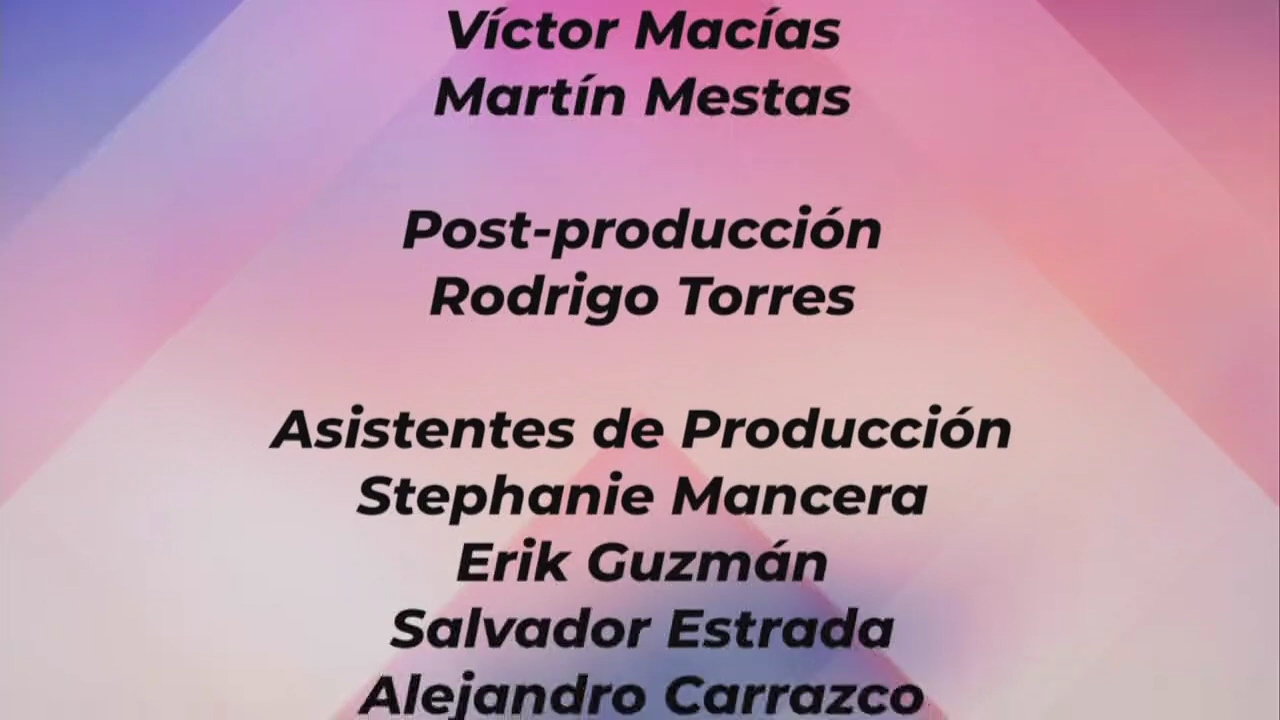 Víctor Macías
Martín Mestas
Post-producción
Rodrigo Torres
Asistentes de Producción
Stephanie Mancera
Erik Guzmán
Salvador Estrada
Alejandro Carrazco